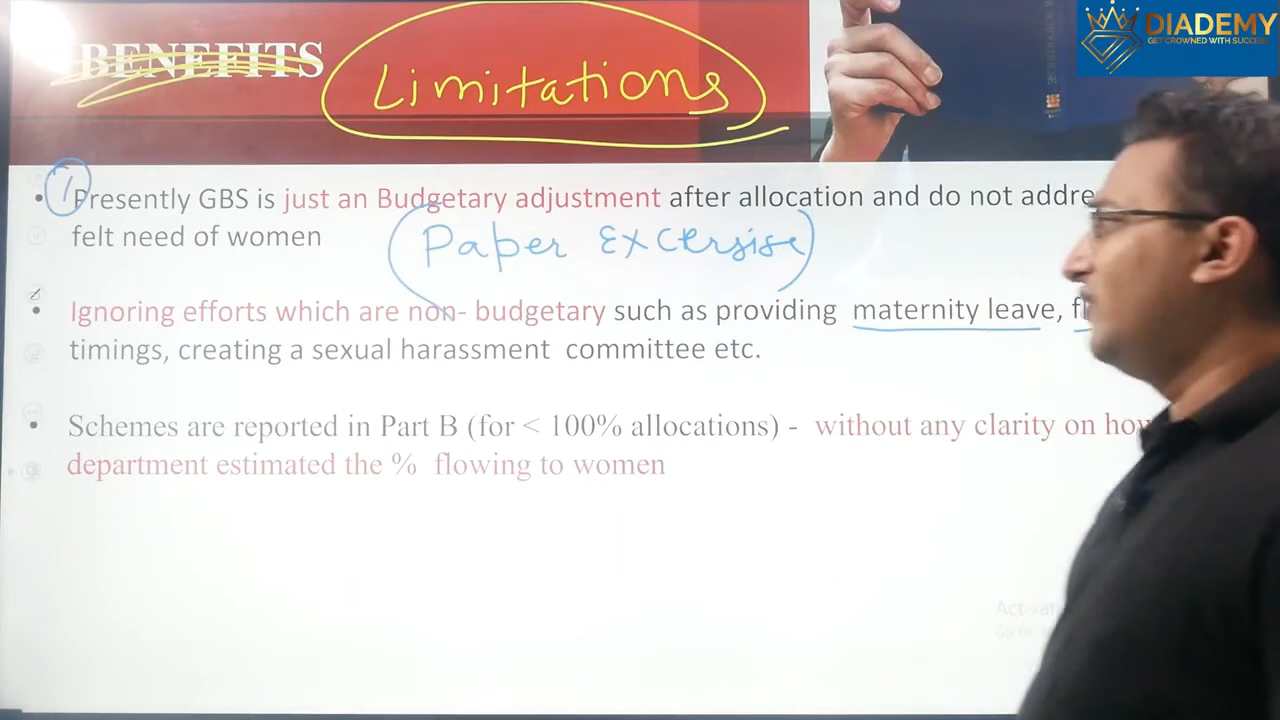 DIADEMY
GET CROWNED WITH SUCCESS
BENEFITS
Limitations
1
• Presently GBS is just an Budgetary adjustment after allocation and do not addre
felt need of women
Paper Excersise
• Ignoring efforts which are non- budgetary such as providing maternity leave, f
timings, creating a sexual harassment committee etc.
• Schemes are reported in Part B (for < 100% allocations) - without any clarity on how
department estimated the % flowing to women